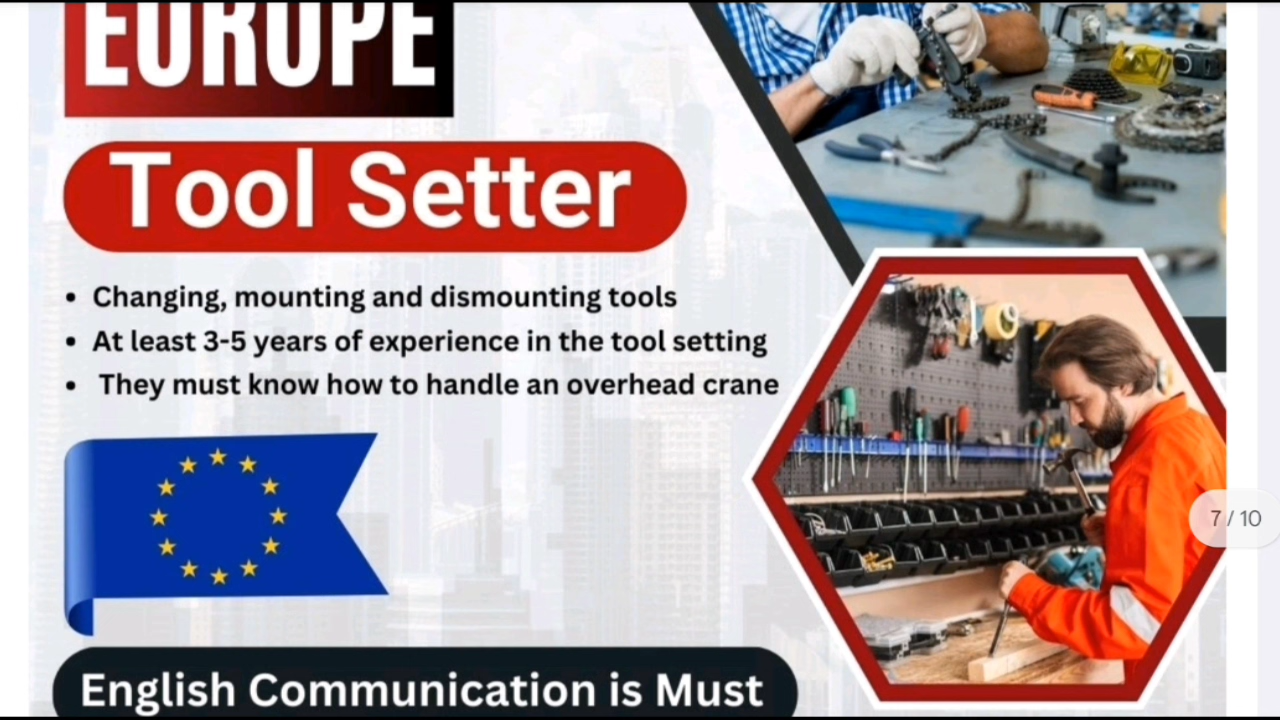 EUROPE
Tool Setter
• Changing, mounting and dismounting tools
• At least 3-5 years of experience in the tool setting
• They must know how to handle an overhead crane
English Communication is Must
7 / 10